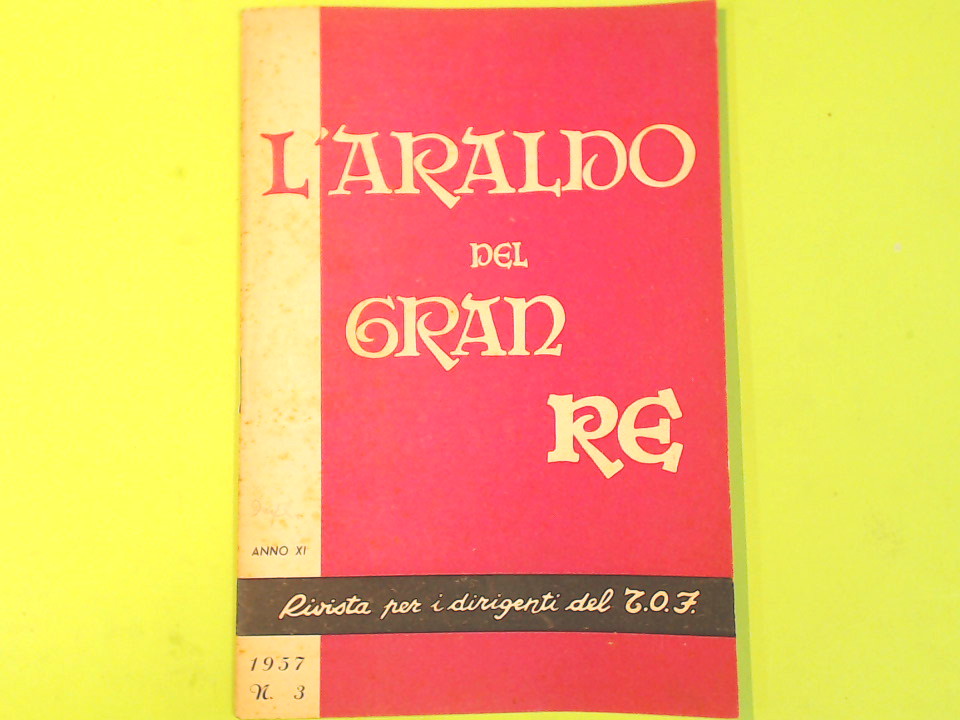 L'ARALDO
DEL
GRAN
RE
ANNO XI
Rivista per i dirigenti del T.O.F.
1957
N. 3